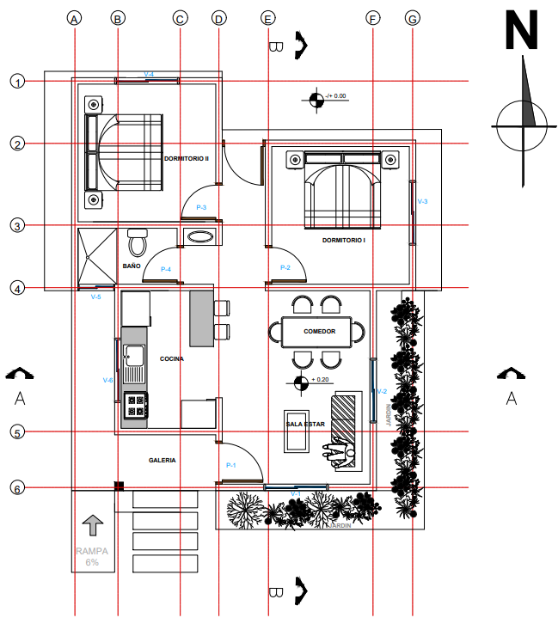 A B C D E F G
N
B
1
V-4
-/+ 0.00
2
DORMITORIO II
P-3
V-3
3
DORMITORIO I
BAÑO
P-4
P-2
4
V-5
COMEDOR
COCINA
V-6
+ 0,20
V-2
A
A
JARDIN
SALA ESTAR
5
GALERIA
P-1
6
V-1
JARDIN
RAMPA
6%
B